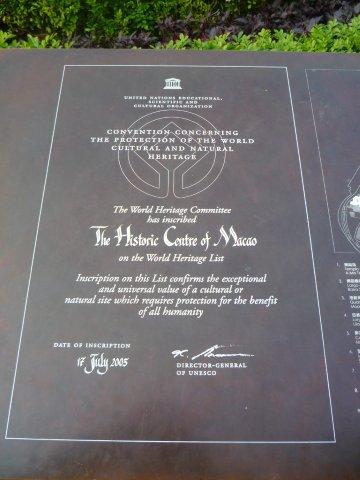 UNESCO
UNITED NATIONS EDUCATIONAL,
SCIENTIFIC AND
CULTURAL ORGANIZATION
CONVENTION CONCERNING
THE PROTECTION OF THE WORLD
CULTURAL AND NATURAL
HERITAGE
The World Heritage Committee
has inscribed
The Historic Centre of Macao
on the World Heritage List
Inscription on this List confirms the exceptional
and universal value of a cultural or
natural site which requires protection for the benefit
of all humanity
DATE OF INSCRIPTION
17 July 2005
DIRECTOR-GENERAL
OF UNESCO